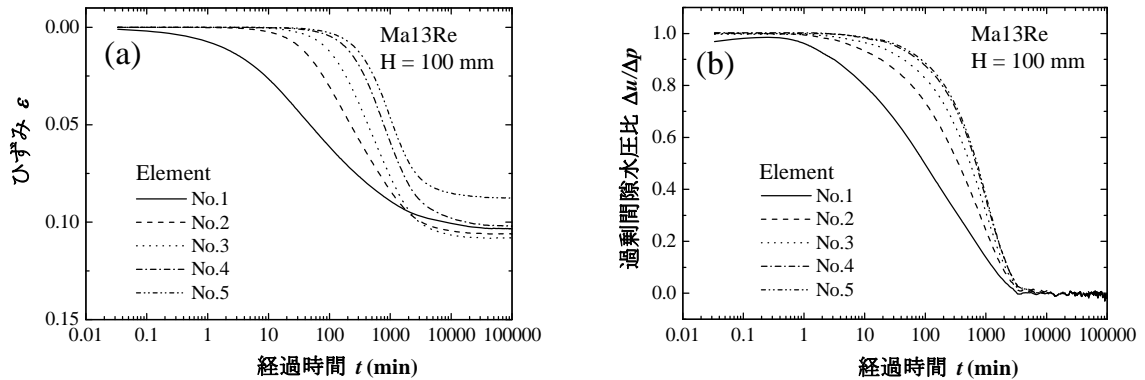 (a)
Ma13Re
H = 100 mm
ひずみ ε
0.00
0.05
0.10
0.15
Element
No.1
No.2
No.3
No.4
No.5
0.01 0.1 1 10 100 1000 10000 100000
経過時間 t (min)
(b)
Ma13Re
H = 100 mm
過剰間隙水圧比 Δu/Δp
1.0
0.8
0.6
0.4
0.2
0.0
Element
No.1
No.2
No.3
No.4
No.5
0.01 0.1 1 10 100 1000 10000 100000
経過時間 t (min)